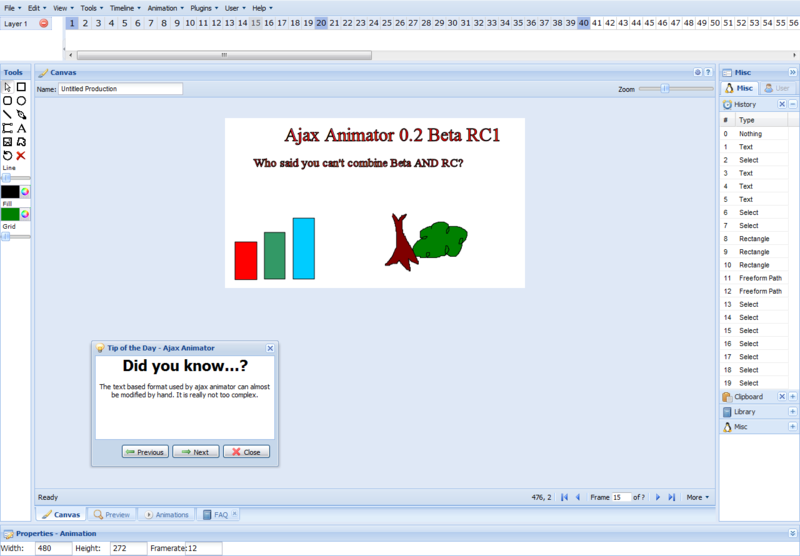 File Edit View Tools Timeline Animation Plugins User Help
Layer 1 1 2 3 4 5 6 7 8 9 10 11 12 13 14 15 16 17 18 19 20 21 22 23 24 25 26 27 28 29 30 31 32 33 34 35 36 37 38 39 40 41 42 43 44 45 46 47 48 49 50 51 52 53 54 55 56
Tools
A
Line
Fill
Grid
Canvas
?
Name: Untitled Production
Zoom
Ajax Animator 0.2 Beta RC1
Who said you can't combine Beta AND RC?
Tip of the Day - Ajax Animator
Did you know...?
The text based format used by ajax animator can almost
be modified by hand. It is really not too complex.
Previous Next Close
Ready
476, 2 Frame 15 of ? More
Canvas Preview Animations FAQ
Misc
Misc User
History
# Type
0 Nothing
1 Text
2 Select
3 Text
4 Text
5 Text
6 Select
7 Select
8 Rectangle
9 Rectangle
10 Rectangle
11 Freeform Path
12 Freeform Path
13 Select
14 Select
15 Select
16 Select
17 Select
18 Select
19 Select
Clipboard
Library
Misc
Properties - Animation
Width: 480 Height: 272 Framerate: 12